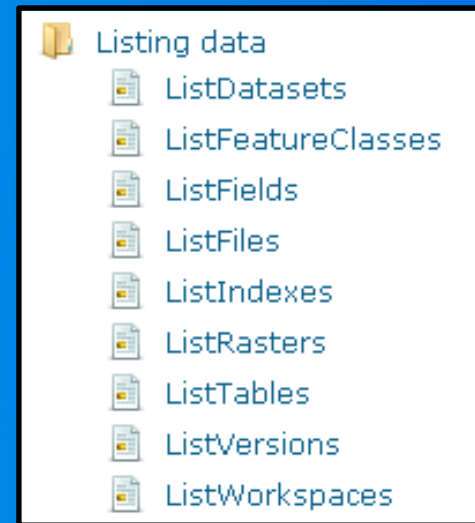 Listing data
ListDatasets
ListFeatureClasses
ListFields
ListFiles
ListIndexes
ListRasters
ListTables
ListVersions
ListWorkspaces